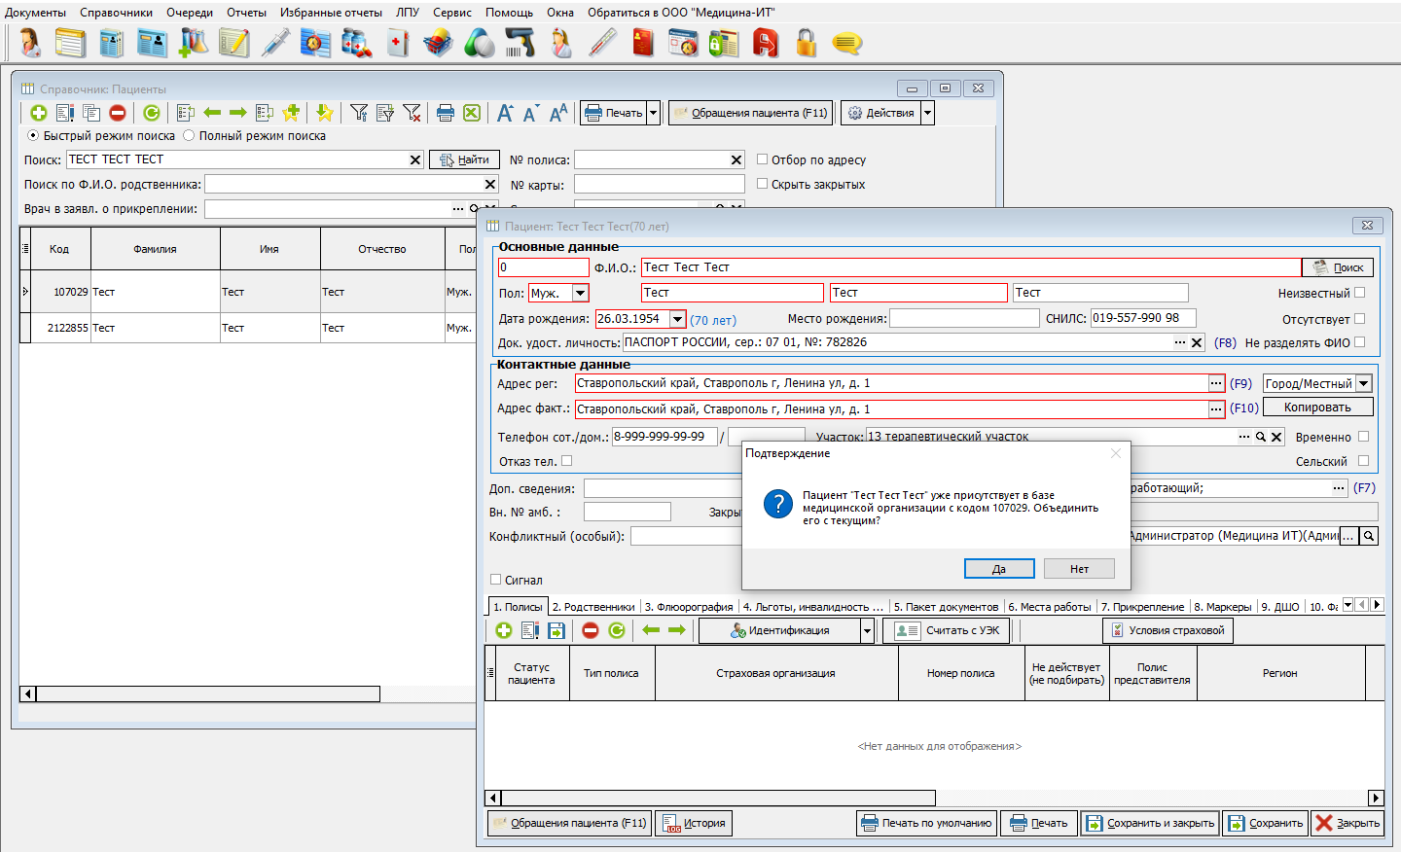 Документы Справочники Очереди Отчеты Избранные отчеты ЛПУ Сервис Помощь Окна Обратиться в ООО "Медицина-ИТ"
Справочник: Пациенты
Печать Обращения пациента (F11) Действия
Быстрый режим поиска Полный режим поиска
Поиск: ТЕСТ ТЕСТ ТЕСТ Найти № полиса: Отбор по адресу
Поиск по Ф.И.О. родственника: № карты: Скрыть закрытых
Врач в заявл. о прикреплении:
Код Фамилия Имя Отчество Пол
107029 Тест Тест Тест Муж.
2122855 Тест Тест Тест Муж.
Пациент: Тест Тест Тест(70 лет)
Основные данные
0 Ф.И.О.: Тест Тест Тест Поиск
Пол: Муж. Тест Тест Тест Неизвестный
Дата рождения: 26.03.1954 (70 лет) Место рождения: СНИЛС: 019-557-990 98 Отсутствует
Док. удост. личность: ПАСПОРТ РОССИИ, сер.: 07 01, №: 782826 ... (F8) Не разделять ФИО
Контактные данные
Адрес рег: Ставропольский край, Ставрополь г, Ленина ул, д. 1 ... (F9) Город/Местный
Адрес факт.: Ставропольский край, Ставрополь г, Ленина ул, д. 1 ... (F10) Копировать
Телефон сот./дом.: 8-999-999-99-99 / Участок: 13 терапевтический участок ... Временно
Отказ тел. Сельский
Доп. сведения: работающий; ... (F7)
Вн. № амб. : Закры
Конфликтный (особый): Администратор (Медицина ИТ)(Адми ...
Сигнал
Подтверждение
Пациент "Тест Тест Тест" уже присутствует в базе
медицинской организации с кодом 107029. Объединить
его с текущим?
Да Нет
1. Полисы 2. Родственники 3. Флюорография 4. Льготы, инвалидность ... 5. Пакет документов 6. Места работы 7. Прикрепление 8. Маркеры 9. ДШО 10. Фа
Идентификация Считать с УЭК Условия страховой
Статус пациента Тип полиса Страховая организация Номер полиса Не действует (не подбирать) Полис представителя Регион
<Нет данных для отображения>
Обращения пациента (F11) История Печать по умолчанию Печать Сохранить и закрыть Сохранить Закрыть